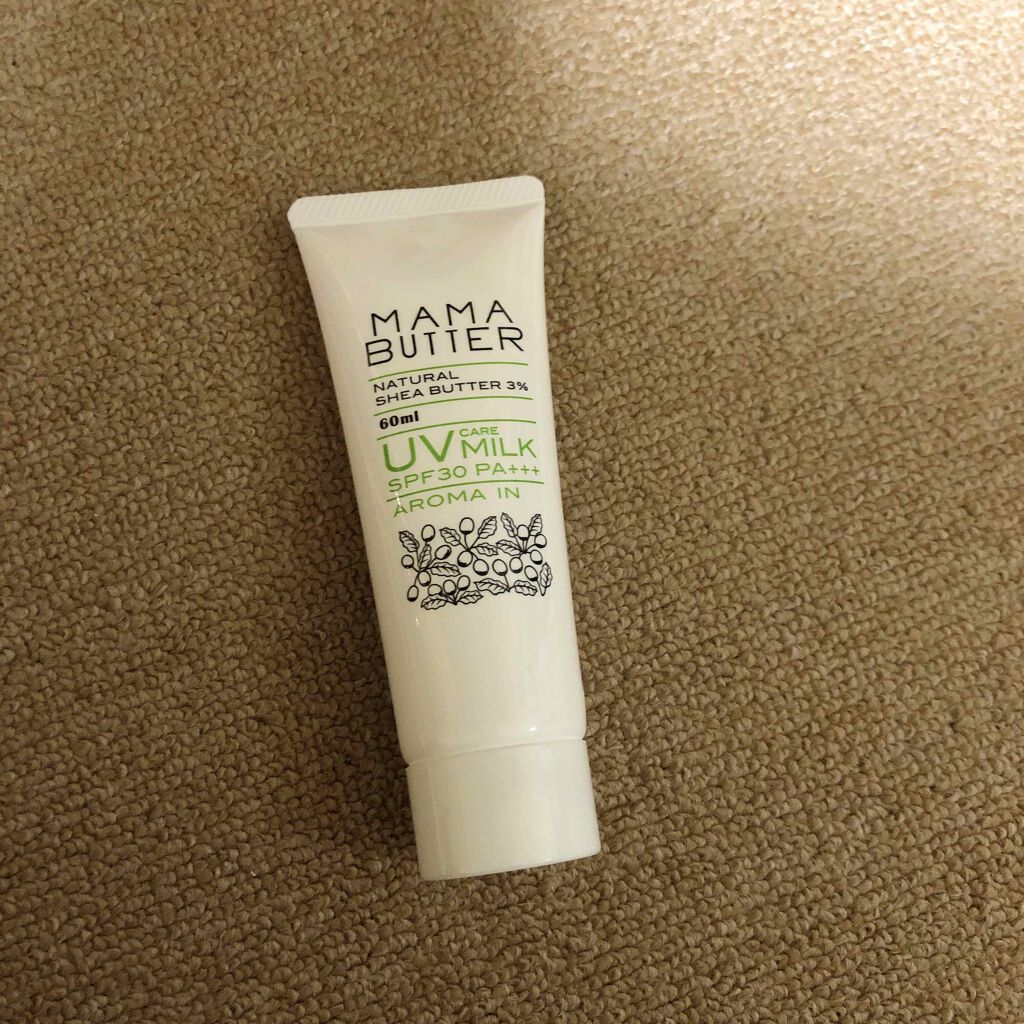 MAMA
BUTTER
NATURAL
SHEA BUTTER 3%
60ml
UV CARE MILK
SPF30 PA+++
AROMA IN